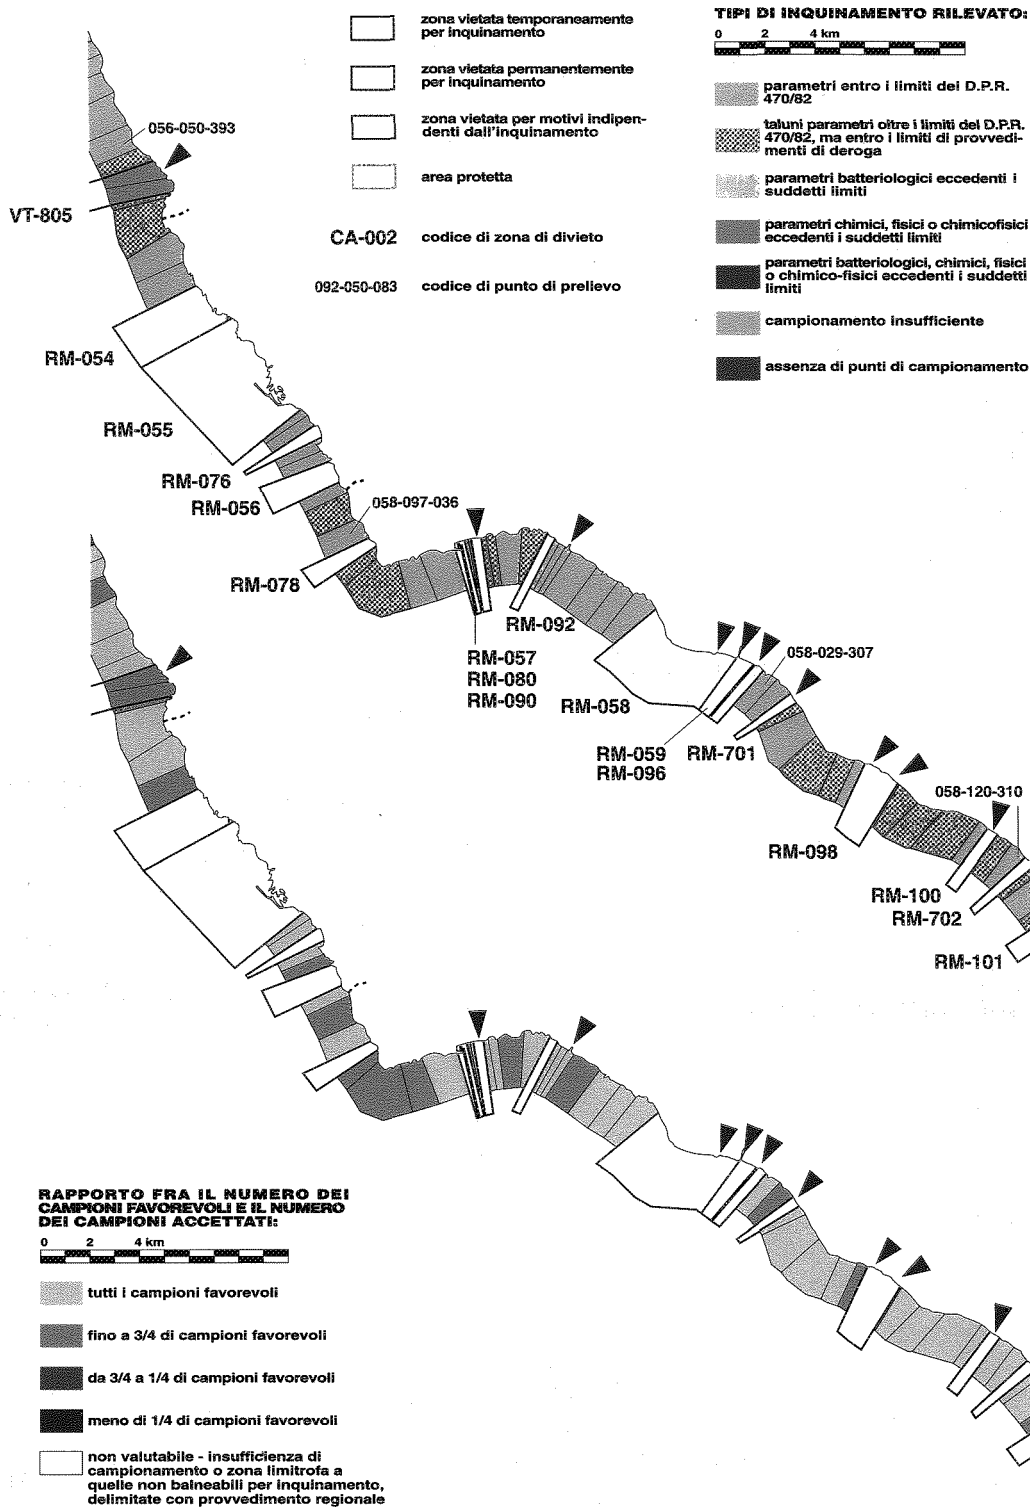 zona vietata temporaneamente
per inquinamento
zona vietata permanentemente
per inquinamento
zona vietata per motivi indipen-
denti dall'inquinamento
area protetta
CA-002 codice di zona di divieto
092-050-083 codice di punto di prelievo
TIPI DI INQUINAMENTO RILEVATO:
0 2 4 km
parametri entro i limiti del D.P.R.
470/82
taluni parametri oltre i limiti del D.P.R.
470/82, ma entro i limiti di provvedi-
menti di deroga
parametri batteriologici eccedenti i
suddetti limiti
parametri chimici, fisici o chimicofisici
eccedenti i suddetti limiti
parametri batteriologici, chimici, fisici
o chimico-fisici eccedenti i suddetti
limiti
campionamento insufficiente
assenza di punti di campionamento
056-050-393
VT-805
RM-054
RM-055
RM-076
RM-056
058-097-036
RM-078
RM-092
RM-057
RM-080
RM-090
RM-058
058-029-307
RM-059
RM-096
RM-701
058-120-310
RM-098
RM-100
RM-702
RM-101
RAPPORTO FRA IL NUMERO DEI
CAMPIONI FAVOREVOLI E IL NUMERO
DEI CAMPIONI ACCETTATI:
0 2 4 km
tutti i campioni favorevoli
fino a 3/4 di campioni favorevoli
da 3/4 a 1/4 di campioni favorevoli
meno di 1/4 di campioni favorevoli
non valutabile - insufficienza di
campionamento o zona limitrofa a
quelle non balneabili per inquinamento,
delimitate con provvedimento regionale